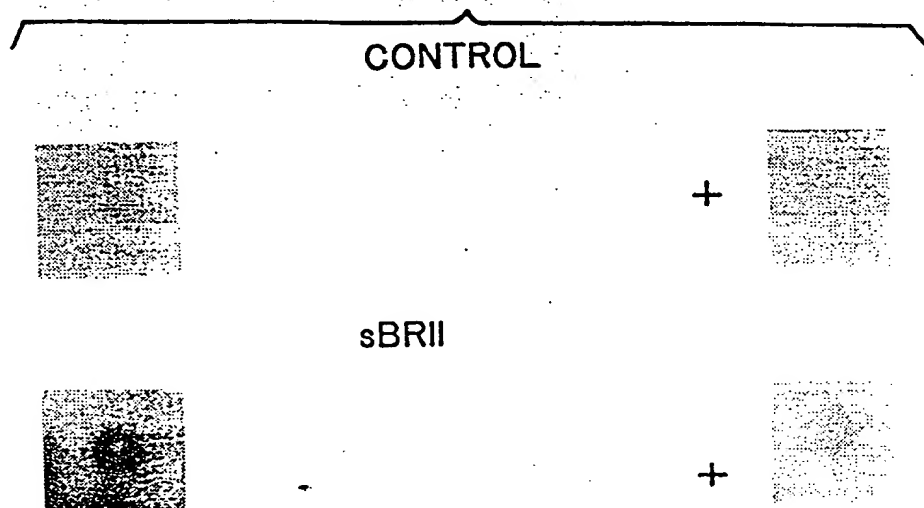 CONTROL
+
sBRII
- +